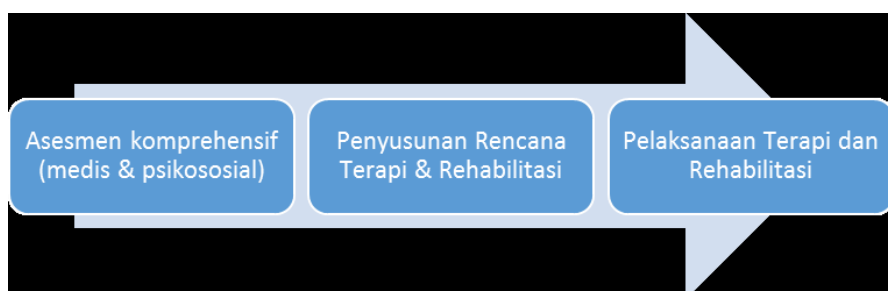 Asesmen komprehensif
(medis & psikososial)
Penyusunan Rencana
Terapi & Rehabilitasi
Pelaksanaan Terapi dan
Rehabilitasi